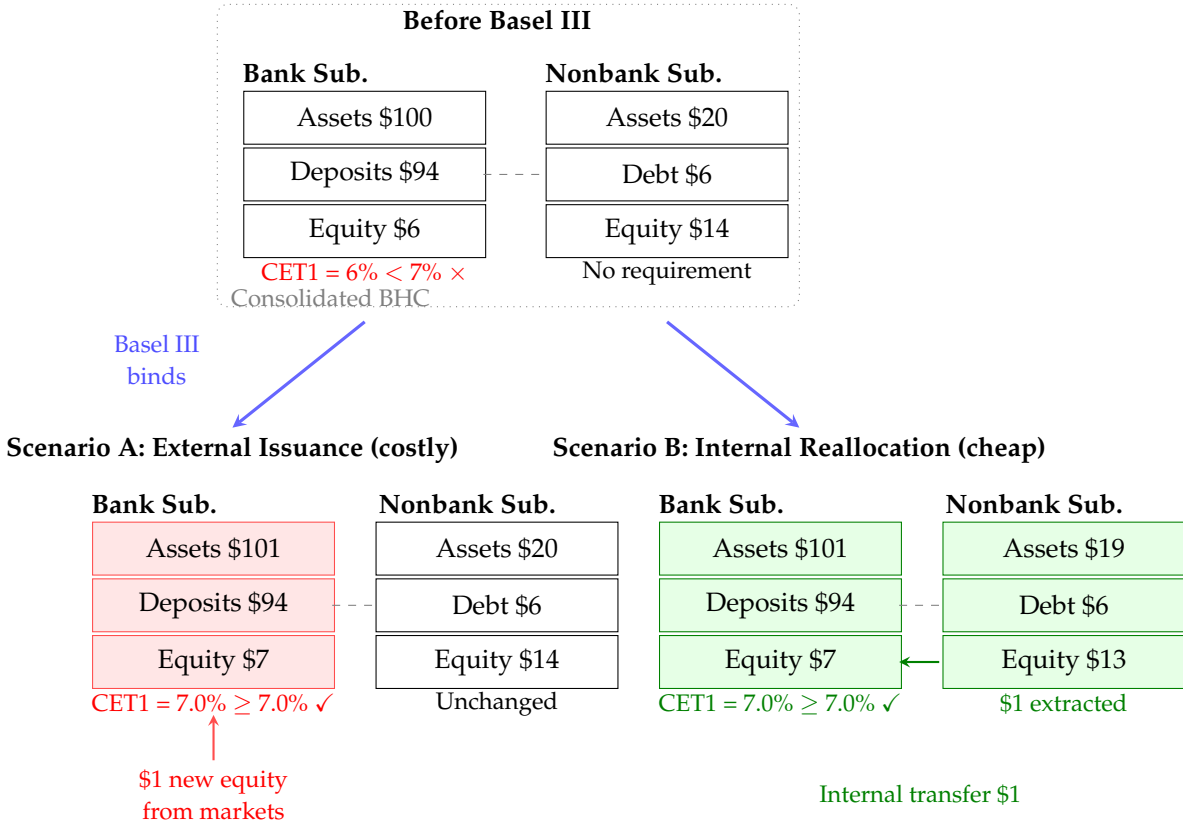 Before Basel III
Bank Sub.
Nonbank Sub.
Assets $100
Assets $20
Deposits $94
Debt $6
Equity $6
Equity $14
CET1 = 6% < 7% ×
No requirement
Consolidated BHC
Basel III
binds
Scenario A: External Issuance (costly)
Scenario B: Internal Reallocation (cheap)
Bank Sub.
Nonbank Sub.
Assets $101
Assets $20
Deposits $94
Debt $6
Equity $7
Equity $14
CET1 = 7.0% ≥ 7.0% ✓
Unchanged
$1 new equity
from markets
Bank Sub.
Nonbank Sub.
Assets $101
Assets $19
Deposits $94
Debt $6
Equity $7
Equity $13
CET1 = 7.0% ≥ 7.0% ✓
$1 extracted
Internal transfer $1